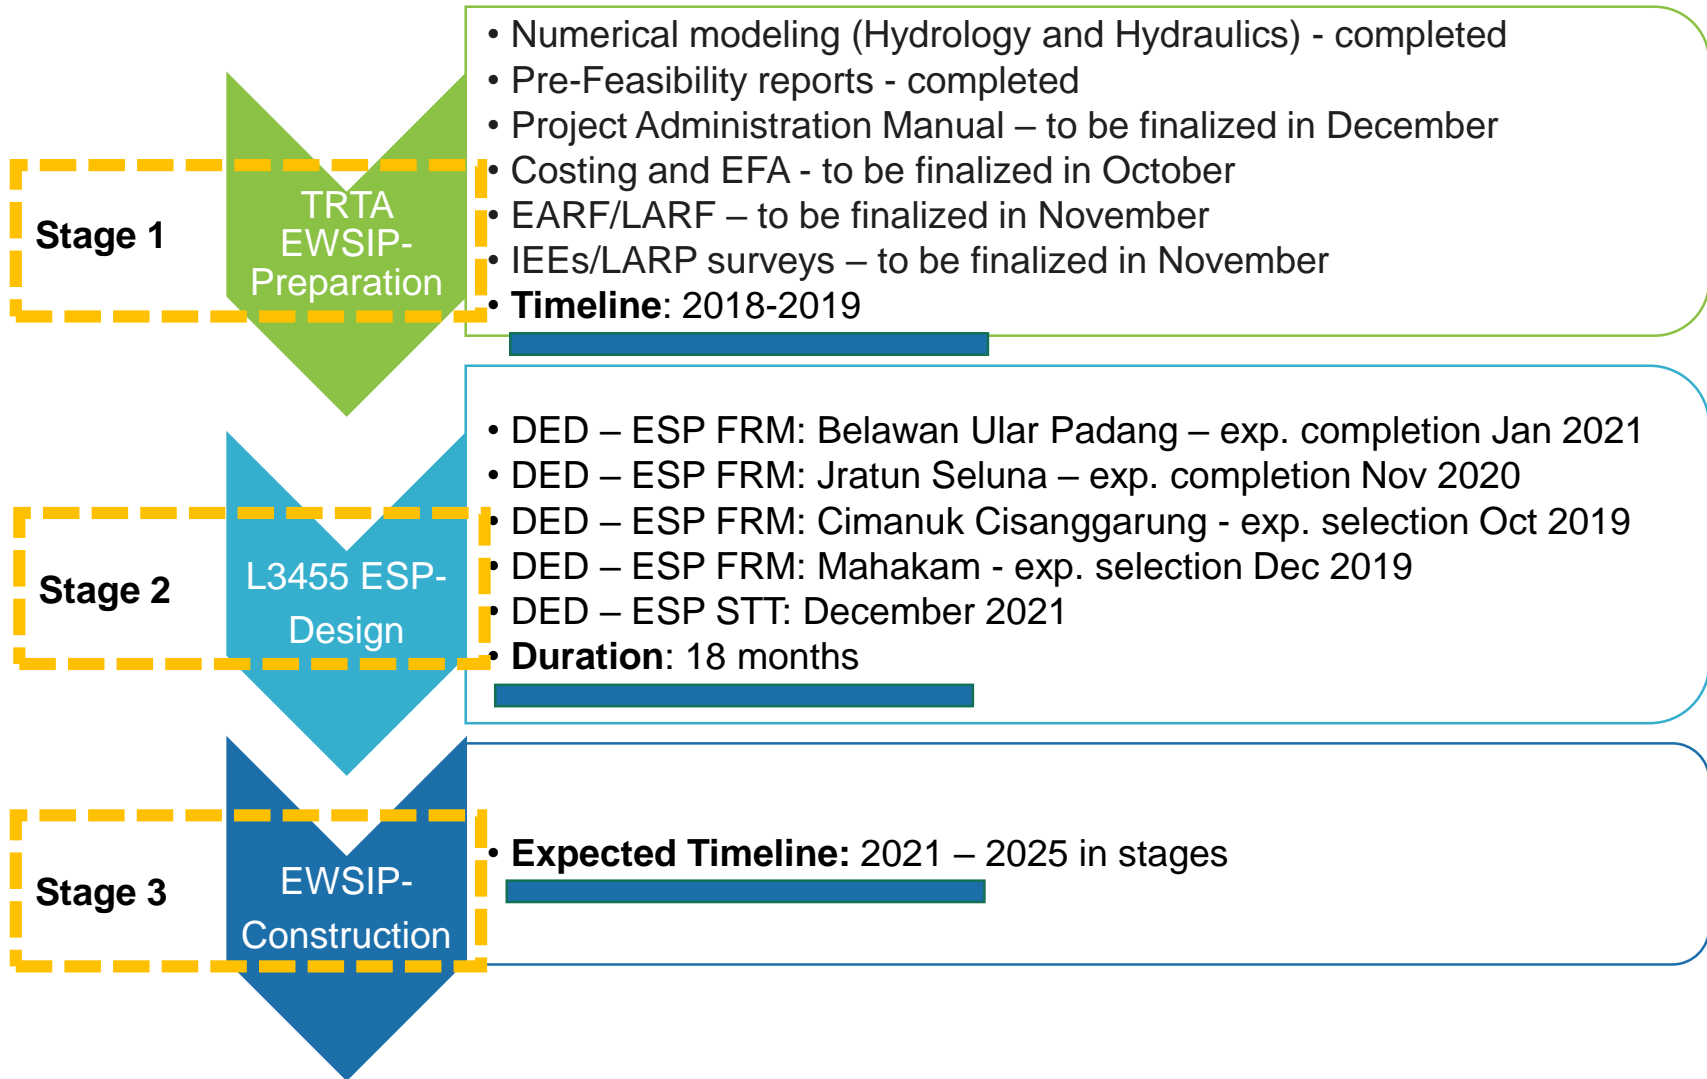 Stage 1
TRTA
EWSIP-
Preparation
• Numerical modeling (Hydrology and Hydraulics) - completed
• Pre-Feasibility reports - completed
• Project Administration Manual – to be finalized in December
• Costing and EFA - to be finalized in October
• EARF/LARF – to be finalized in November
• IEEs/LARP surveys – to be finalized in November
• Timeline: 2018-2019
Stage 2
L3455 ESP-
Design
• DED – ESP FRM: Belawan Ular Padang – exp. completion Jan 2021
• DED – ESP FRM: Jratun Seluna – exp. completion Nov 2020
• DED – ESP FRM: Cimanuk Cisanggarung - exp. selection Oct 2019
• DED – ESP FRM: Mahakam - exp. selection Dec 2019
• DED – ESP STT: December 2021
• Duration: 18 months
Stage 3
EWSIP-
Construction
• Expected Timeline: 2021 – 2025 in stages